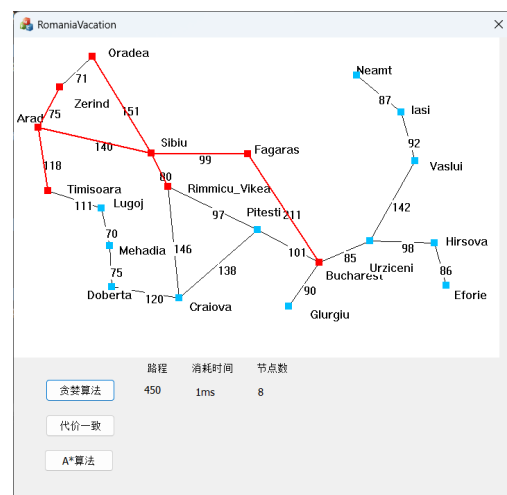 RomaniaVacation
Oradea
71
Neamt
87
Zerind
Iasi
75
151
Arad
92
140
Sibiu
Fagaras
99
Vaslui
118
80
Timisoara
Rimmicu_Vikea
111
Lugoj
97
Pitesti
211
142
70
Mehadia
146
101
85
98
Hirsova
138
Urziceni
75
Bucharest
86
Doberta
120
90
Eforie
Craiova
Glurgiu
路程 消耗时间 节点数
贪婪算法 450 1ms 8
代价一致
A*算法